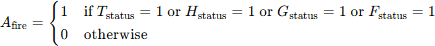 A_fire = { 1 if T_status = 1 or H_status = 1 or G_status = 1 or F_status = 1
0 otherwise